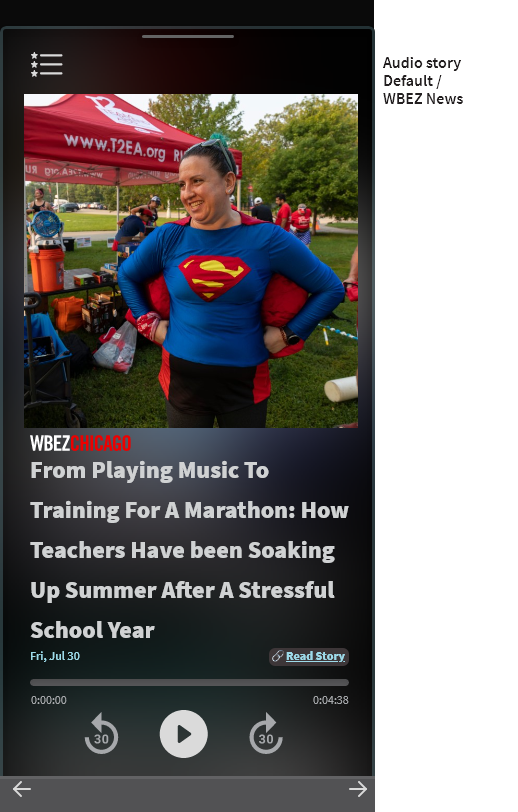 Audio story
Default /
WBEZ News
www.T2EA.org RU
WBEZCHICAGO
From Playing Music To
Training For A Marathon: How
Teachers Have been Soaking
Up Summer After A Stressful
School Year
Fri, Jul 30
Read Story
0:00:00
0:04:38
30
30